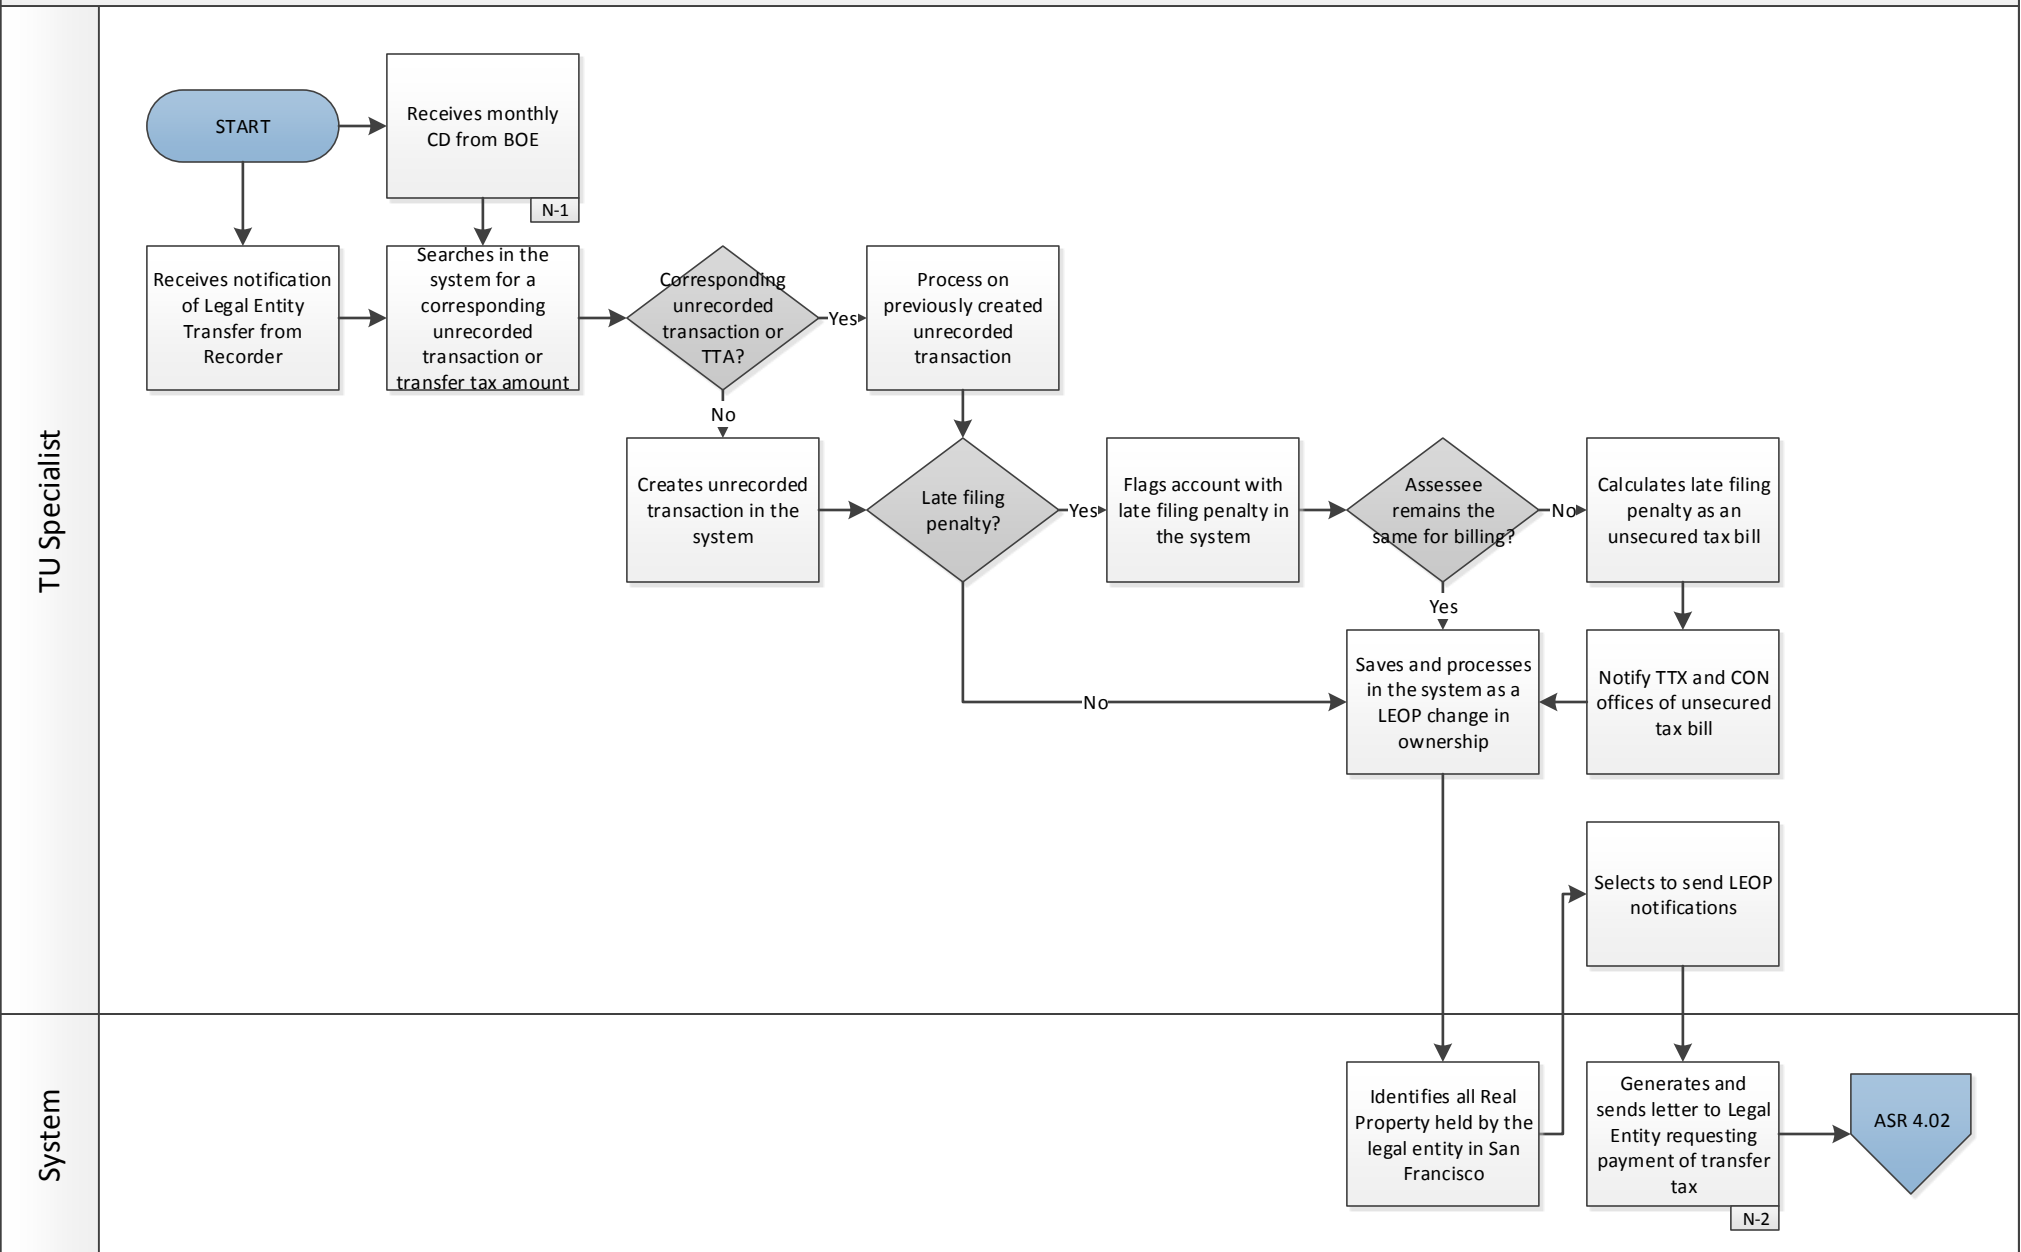 TU Specialist
START
Receives monthly
CD from BOE
N-1
Receives notification
of Legal Entity
Transfer from
Recorder
Searches in the
system for a
corresponding
unrecorded
transaction or
transfer tax amount
Corresponding
unrecorded
transaction or
TTA?
Yes
Process on
previously created
unrecorded
transaction
No
Creates unrecorded
transaction in the
system
Late filing
penalty?
Yes
Flags account with
late filing penalty in
the system
Assessee
remains the
same for billing?
No
Calculates late filing
penalty as an
unsecured tax bill
Yes
No
Saves and processes
in the system as a
LEOP change in
ownership
Notify TTX and CON
offices of unsecured
tax bill
Selects to send LEOP
notifications
System
Identifies all Real
Property held by the
legal entity in San
Francisco
Generates and
sends letter to Legal
Entity requesting
payment of transfer
tax
N-2
ASR 4.02